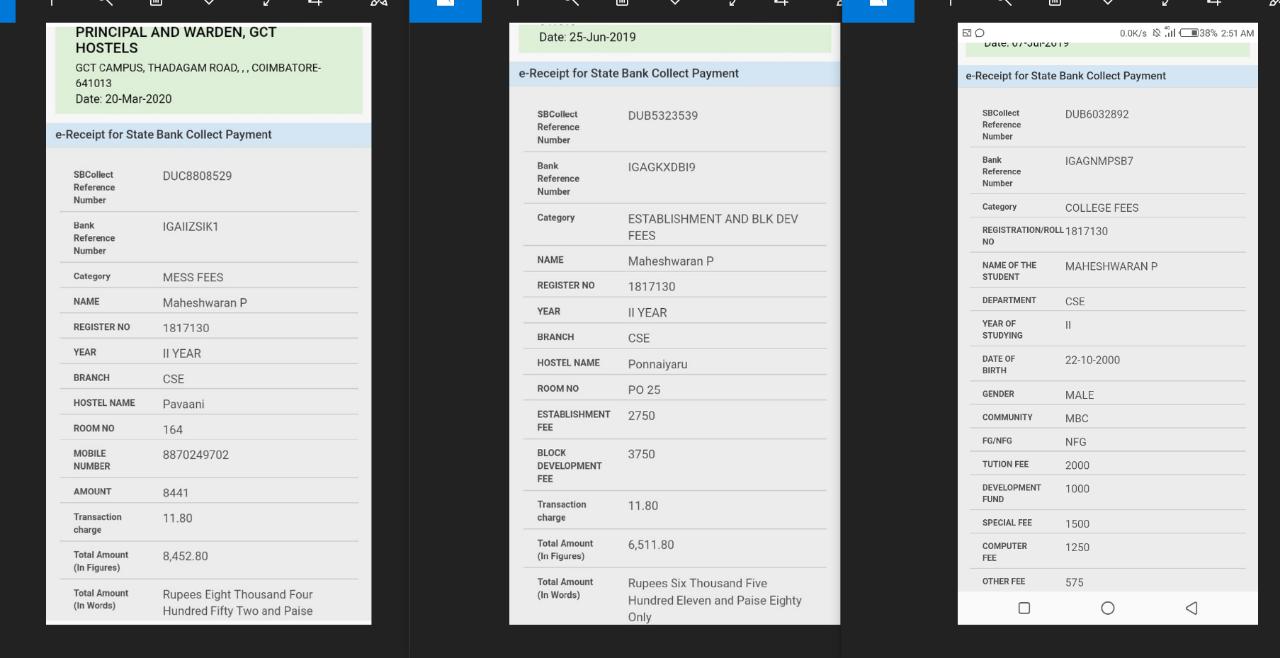 PRINCIPAL AND WARDEN, GCT
HOSTELS
GCT CAMPUS, THADAGAM ROAD, , , COIMBATORE-
641013
Date: 20-Mar-2020
e-Receipt for State Bank Collect Payment
SBCollect Reference Number DUC8808529
Bank Reference Number IGAIIZSIK1
Category MESS FEES
NAME Maheshwaran P
REGISTER NO 1817130
YEAR II YEAR
BRANCH CSE
HOSTEL NAME Pavaani
ROOM NO 164
MOBILE NUMBER 8870249702
AMOUNT 8441
Transaction charge 11.80
Total Amount (In Figures) 8,452.80
Total Amount (In Words) Rupees Eight Thousand Four
Hundred Fifty Two and Paise
Date: 25-Jun-2019
e-Receipt for State Bank Collect Payment
SBCollect Reference Number DUB5323539
Bank Reference Number IGAGKXDBI9
Category ESTABLISHMENT AND BLK DEV
FEES
NAME Maheshwaran P
REGISTER NO 1817130
YEAR II YEAR
BRANCH CSE
HOSTEL NAME Ponnaiyaru
ROOM NO PO 25
ESTABLISHMENT FEE 2750
BLOCK DEVELOPMENT FEE 3750
Transaction charge 11.80
Total Amount (In Figures) 6,511.80
Total Amount (In Words) Rupees Six Thousand Five
Hundred Eleven and Paise Eighty
Only
0.0K/s 4G 38% 2:51 AM
Date: 07-Jul-2019
e-Receipt for State Bank Collect Payment
SBCollect Reference Number DUB6032892
Bank Reference Number IGAGNMPSB7
Category COLLEGE FEES
REGISTRATION/ROLL NO 1817130
NAME OF THE STUDENT MAHESHWARAN P
DEPARTMENT CSE
YEAR OF STUDYING II
DATE OF BIRTH 22-10-2000
GENDER MALE
COMMUNITY MBC
FG/NFG NFG
TUTION FEE 2000
DEVELOPMENT FUND 1000
SPECIAL FEE 1500
COMPUTER FEE 1250
OTHER FEE 575